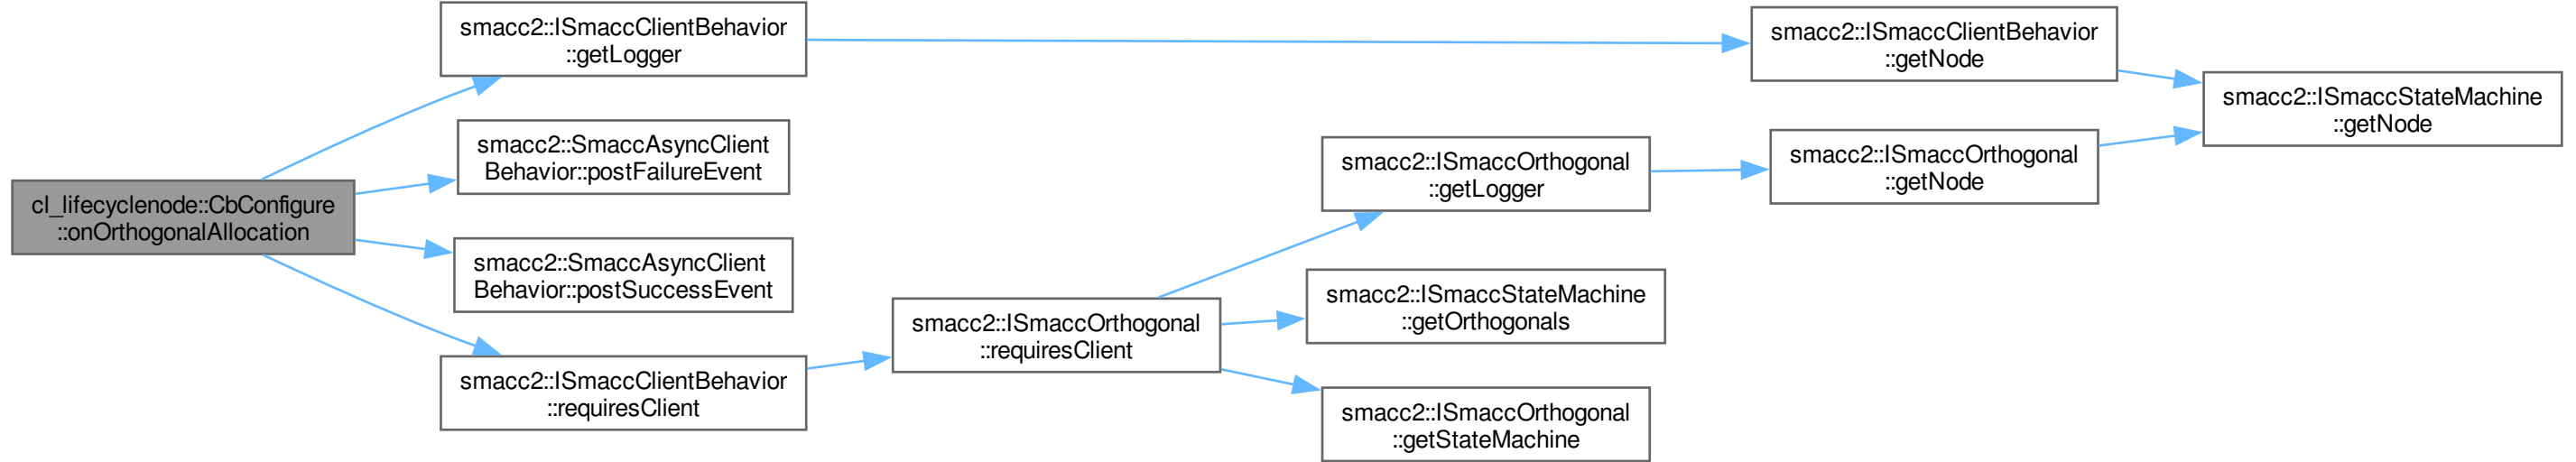 cl_lifecyclenode::CbConfigure
::onOrthogonalAllocation
smacc2::ISmaccClientBehavior
::getLogger
smacc2::SmaccAsyncClient
Behavior::postFailureEvent
smacc2::SmaccAsyncClient
Behavior::postSuccessEvent
smacc2::ISmaccClientBehavior
::requiresClient
smacc2::ISmaccOrthogonal
::requiresClient
smacc2::ISmaccOrthogonal
::getLogger
smacc2::ISmaccStateMachine
::getOrthogonals
smacc2::ISmaccOrthogonal
::getStateMachine
smacc2::ISmaccClientBehavior
::getNode
smacc2::ISmaccOrthogonal
::getNode
smacc2::ISmaccStateMachine
::getNode